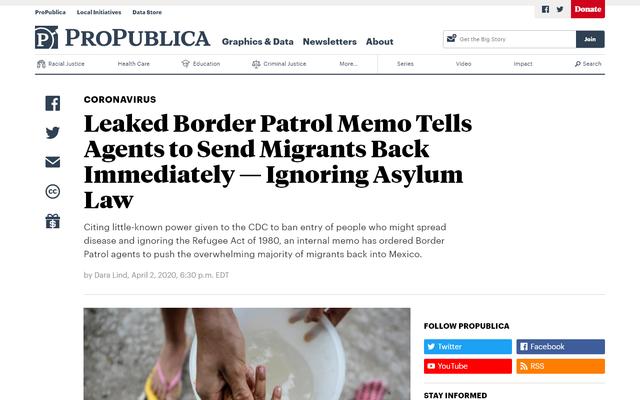 ProPublica Local Initiatives Data Store
Donate
PROPUBLICA Graphics & Data Newsletters About
Get the Big Story Join
Racial Justice Health Care Education Criminal Justice More... Series Video Impact Search
CORONAVIRUS
Leaked Border Patrol Memo Tells
Agents to Send Migrants Back
Immediately — Ignoring Asylum
Law
Citing little-known power given to the CDC to ban entry of people who might spread
disease and ignoring the Refugee Act of 1980, an internal memo has ordered Border
Patrol agents to push the overwhelming majority of migrants back into Mexico.
by Dara Lind, April 2, 2020, 6:30 p.m. EDT
FOLLOW PROPUBLICA
Twitter Facebook
YouTube RSS
STAY INFORMED